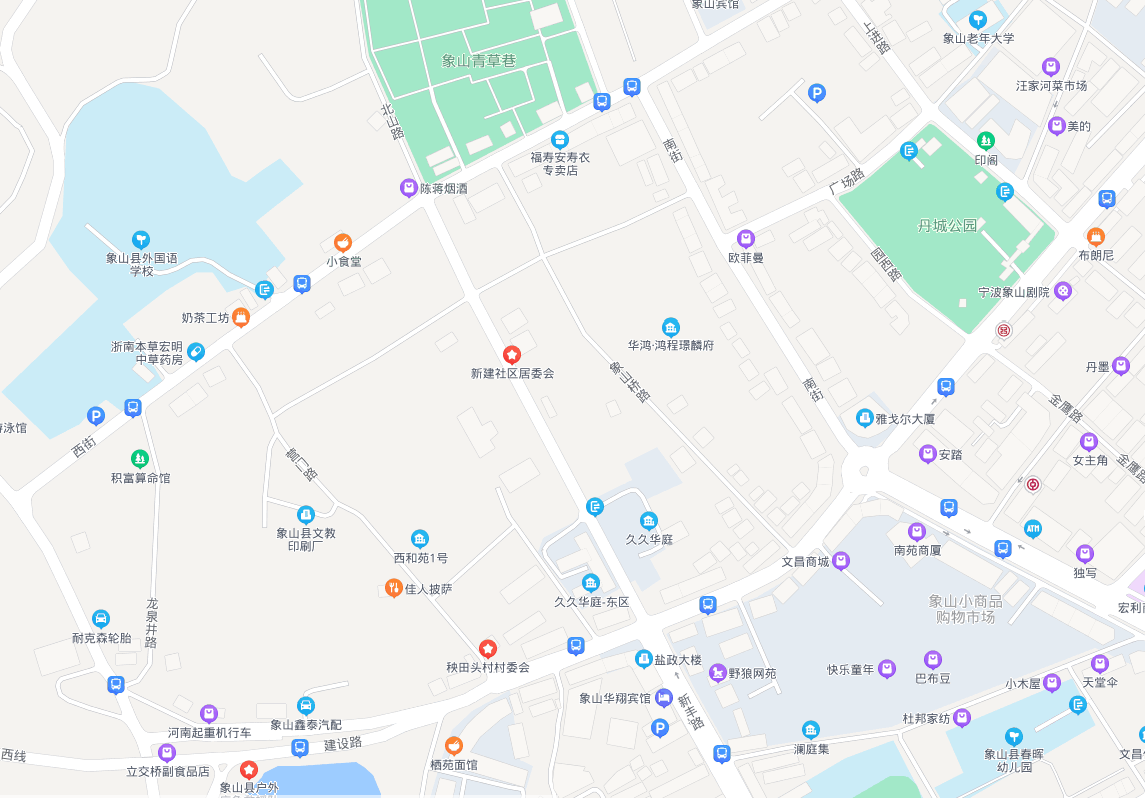 象山宾馆
上进路
象山老年大学
象山青草巷
汪家河菜市场
美的
北山路
南街
印阁
福寿安寿衣
专卖店
陈蒋烟酒
广场路
丹城公园
象山县外国语
学校
小食堂
欧菲曼
园西路
布朗尼
宁波象山剧院
奶茶工坊
浙南本草宏明
中草药房
华鸿·鸿程璟麟府
新建社区居委会
象山桥路
南街
丹墨
金鹰路
雅戈尔大厦
泳馆
西街
安踏
女主角
金鹰路
积富算命馆
营门路
象山县文教
印刷厂
西和苑1号
久久华庭
南苑商厦
ATM
文昌商城
独写
佳人披萨
久久华庭-东区
象山小商品
购物市场
宏利
龙泉井路
耐克森轮胎
秧田头村村委会
盐政大楼
野狼网苑
快乐童年
巴布豆
小木屋
天堂伞
象山华翔宾馆
新丰路
河南起重机行车
象山鑫泰汽配
杜邦家纺
建设路
西线
澜庭集
立交桥副食品店
栖苑面馆
象山县春晖
幼儿园
文昌
象山县户外